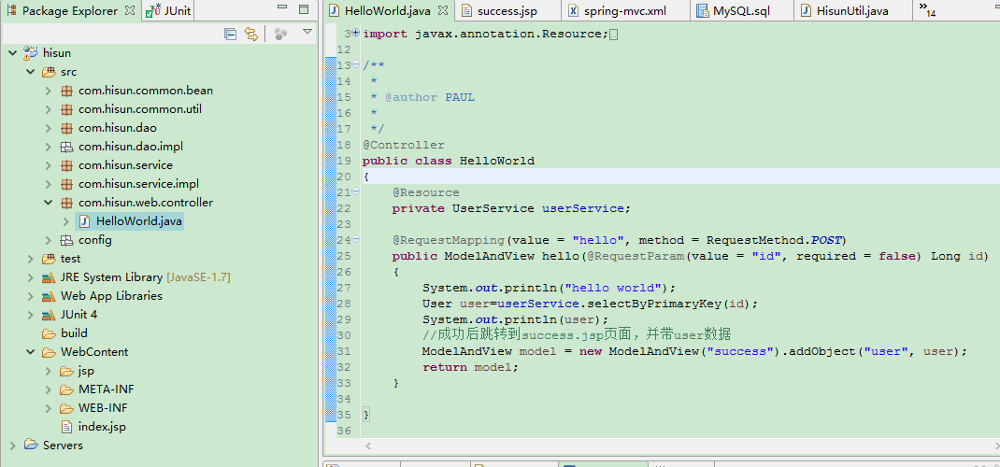 Package Explorer
JUnit
hisun
src
com.hisun.common.bean
com.hisun.common.util
com.hisun.dao
com.hisun.dao.impl
com.hisun.service
com.hisun.service.impl
com.hisun.web.controller
HelloWorld.java
config
test
JRE System Library [JavaSE-1.7]
Web App Libraries
JUnit 4
build
WebContent
jsp
META-INF
WEB-INF
index.jsp
Servers
HelloWorld.java
success.jsp
spring-mvc.xml
MySQL.sql
HisunUtil.java
»14
3 import javax.annotation.Resource;
12
13 /**
14 *
15 * @author PAUL
16 *
17 */
18 @Controller
19 public class HelloWorld
20 {
21 @Resource
22 private UserService userService;
23
24 @RequestMapping(value = "hello", method = RequestMethod.POST)
25 public ModelAndView hello(@RequestParam(value = "id", required = false) Long id)
26 {
27 System.out.println("hello world");
28 User user=userService.selectByPrimaryKey(id);
29 System.out.println(user);
30 //成功后跳转到success.jsp页面，并带user数据
31 ModelAndView model = new ModelAndView("success").addObject("user", user);
32 return model;
33 }
34
35 }
36